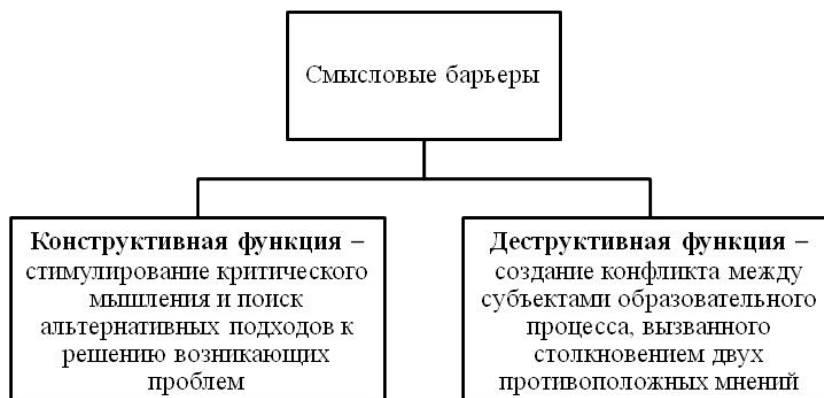 Смысловые барьеры
Конструктивная функция –
стимулирование критического
мышления и поиск
альтернативных подходов к
решению возникающих
проблем
Деструктивная функция –
создание конфликта между
субъектами образовательного
процесса, вызванного
столкновением двух
противоположных мнений